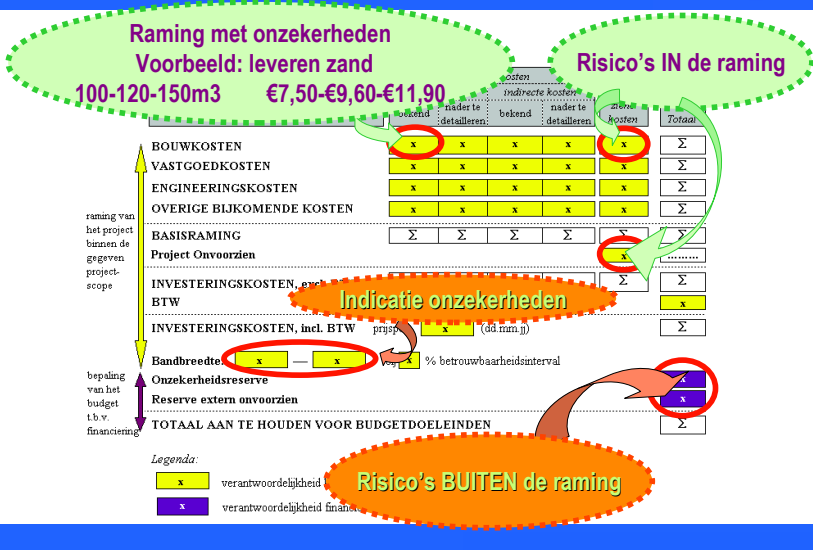 Raming met onzekerheden
Voorbeeld: leveren zand
100-120-150m3 €7,50-€9,60-€11,90
Risico's IN de raming
indirecte kosten
bekend
nader te detailleren
bekend
nader te detailleren
kosten
Totaal
BOUWKOSTEN x x x x x Σ
VASTGOEDKOSTEN x x x x x Σ
ENGINEERINGSKOSTEN x x x x x Σ
OVERIGE BIJKOMENDE KOSTEN x x x x x Σ
raming van
het project
binnen de
gegeven
project-
scope
BASISRAMING Σ Σ Σ Σ Σ Σ
Project Onvoorzien x .........
INVESTERINGSKOSTEN, Σ Σ
Indicatie onzekerheden
BTW x
INVESTERINGSKOSTEN, incl. BTW x (dd.mm.jj) Σ
Bandbreedte: x — x x % betrouwbaarheidsinterval
bepaling
van het
budget
t.b.v.
financiering
Onzekerheidsreserve x
Reserve extern onvoorzien x
TOTAAL AAN TE HOUDEN VOOR BUDGETDOELEINDEN Σ
Legenda:
x verantwoordelijkheid
Risico's BUITEN de raming
x verantwoordelijkheid